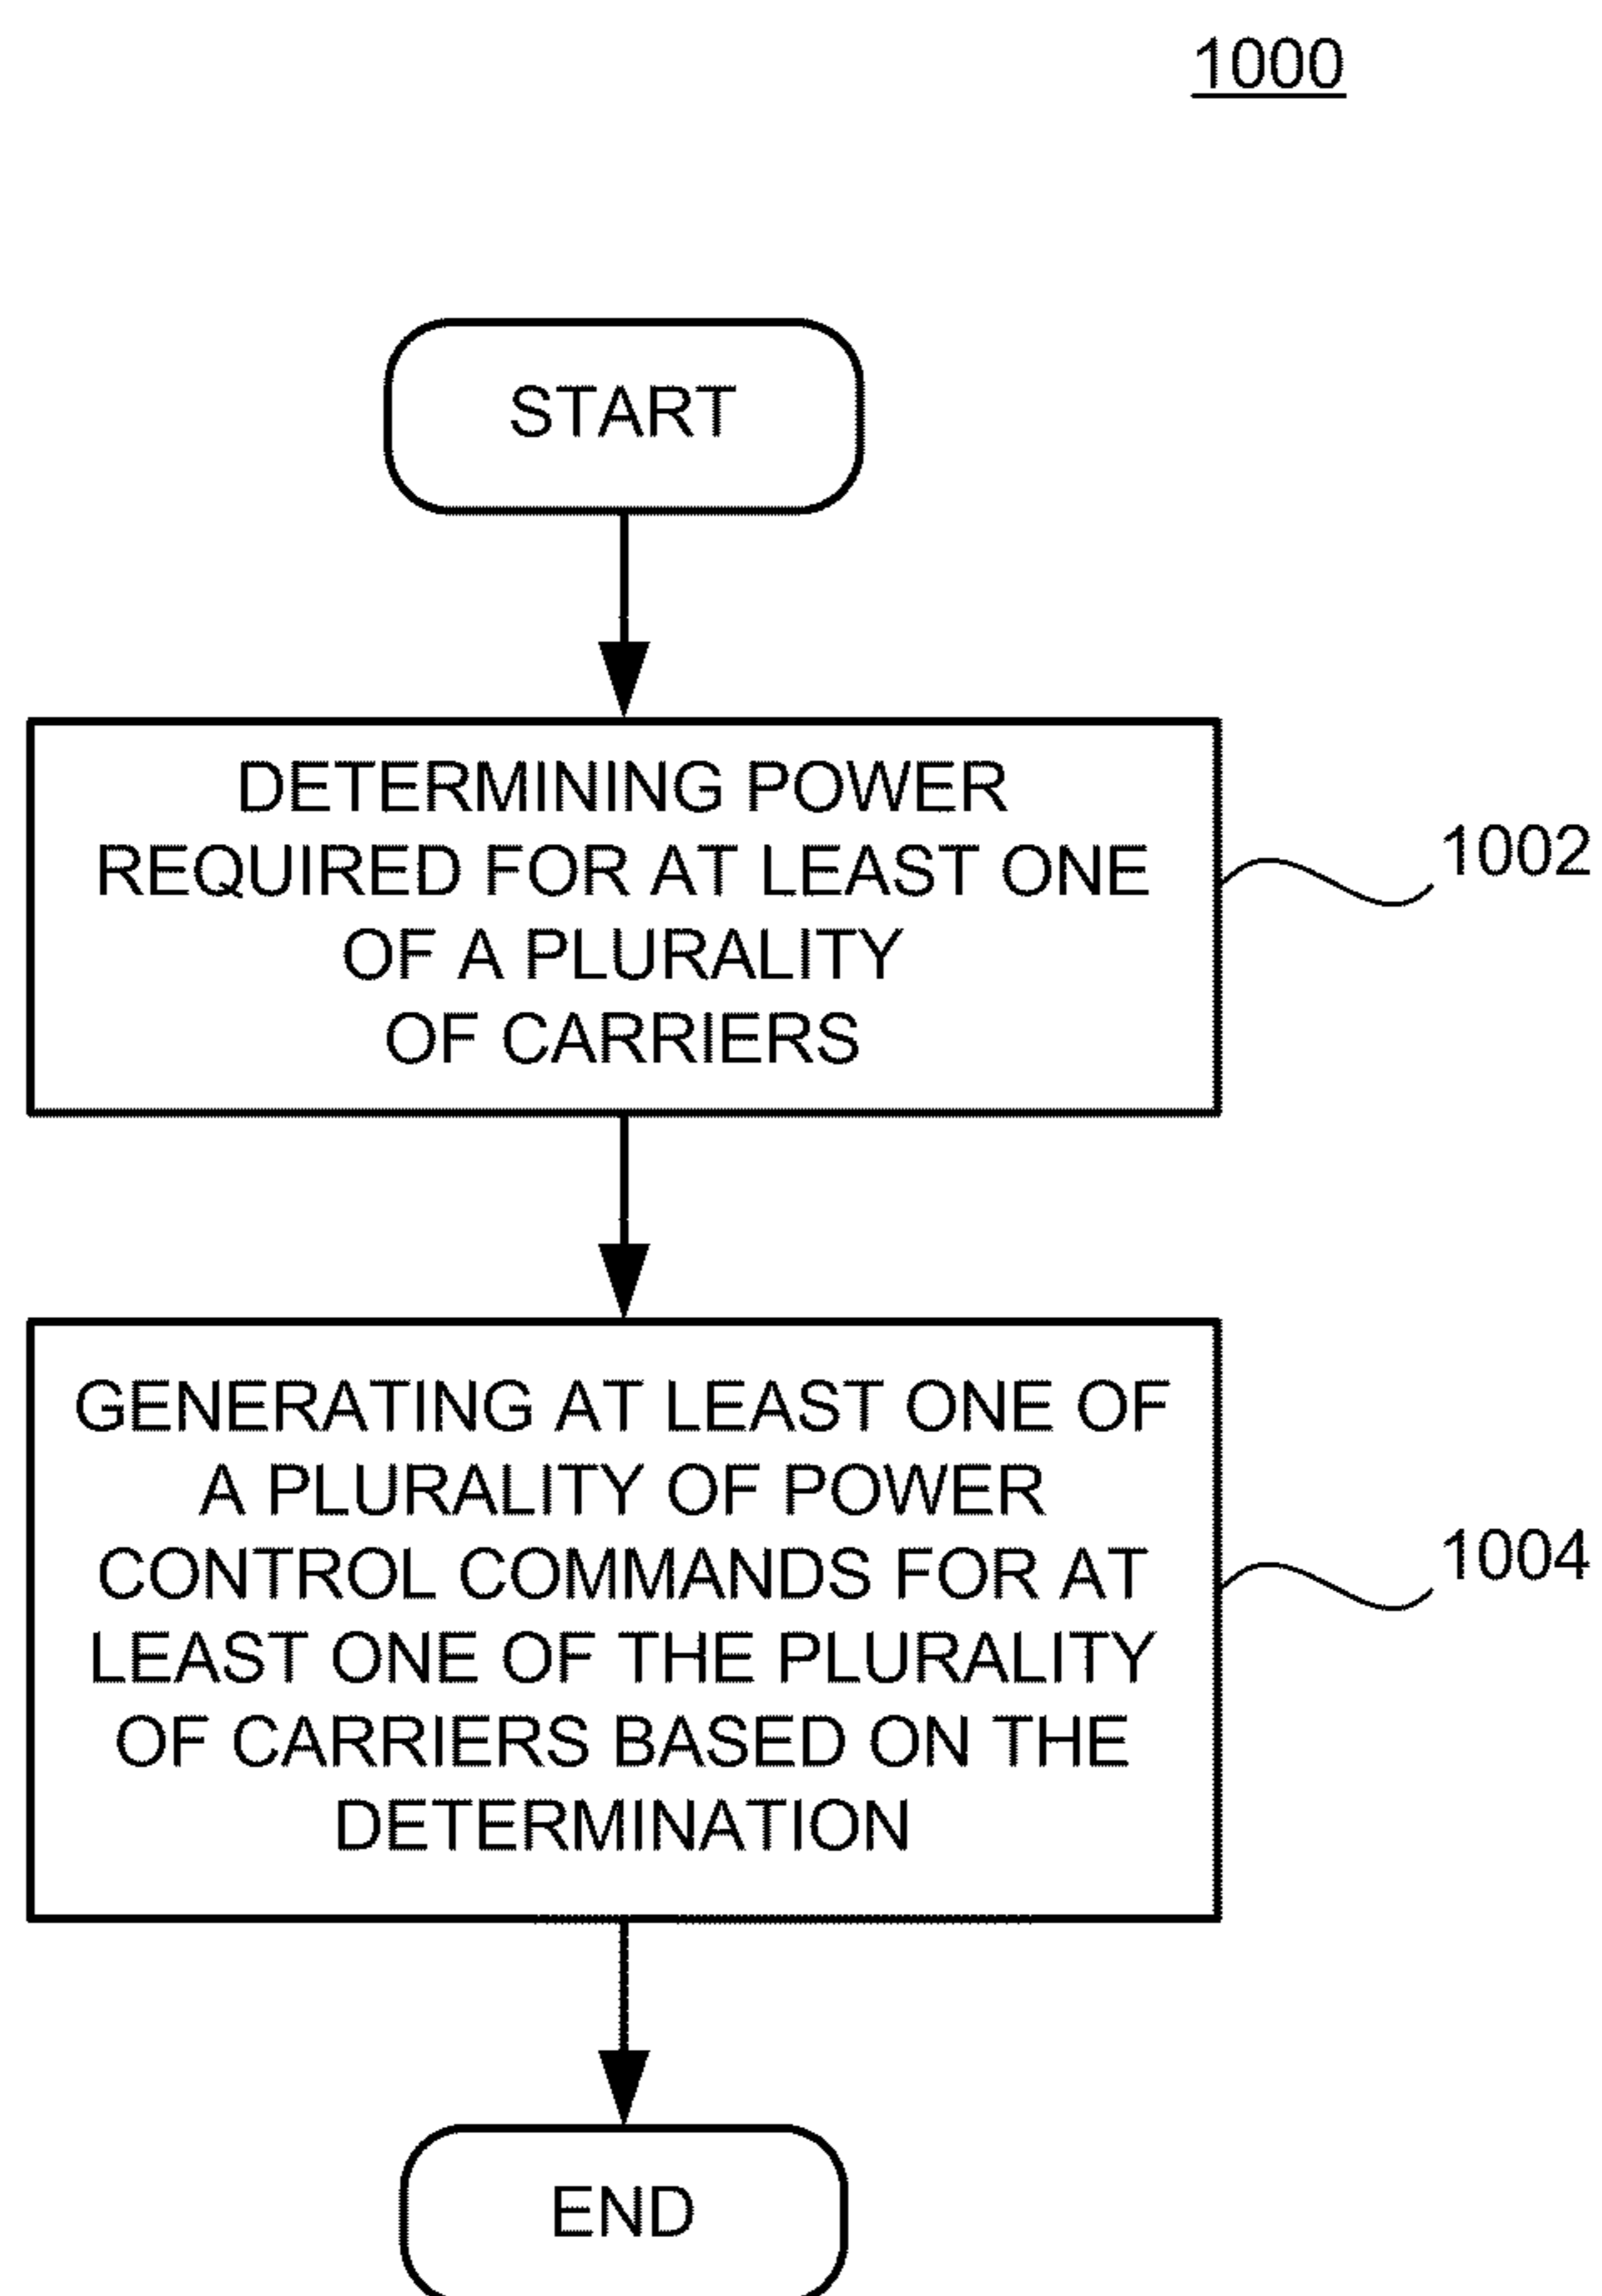 1000
START
DETERMINING POWER
REQUIRED FOR AT LEAST ONE
OF A PLURALITY
OF CARRIERS
1002
GENERATING AT LEAST ONE OF
A PLURALITY OF POWER
CONTROL COMMANDS FOR AT
LEAST ONE OF THE PLURALITY
OF CARRIERS BASED ON THE
DETERMINATION
1004
END